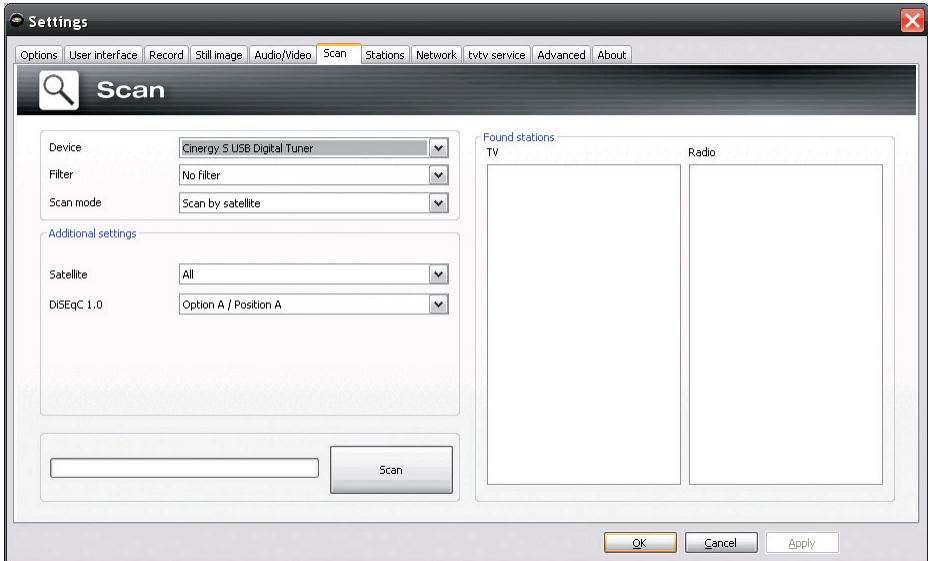 Settings
Options User interface Record Still image Audio/Video Scan Stations Network tvtv service Advanced About
Scan
Device Cinergy S USB Digital Tuner
Filter No filter
Scan mode Scan by satellite
Additional settings
Satellite All
DiSEqC 1.0 Option A / Position A
Scan
Found stations
TV Radio
OK Cancel Apply